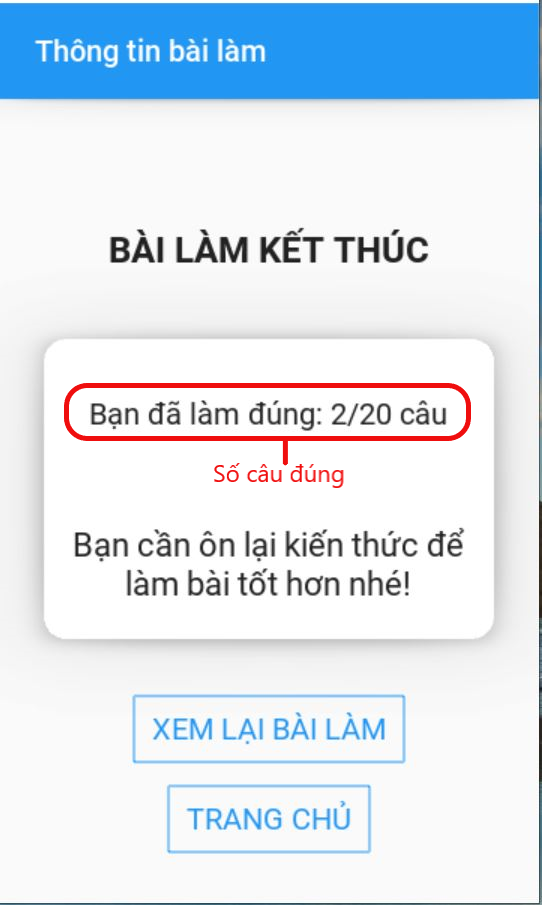 Thông tin bài làm
BÀI LÀM KẾT THÚC
Bạn đã làm đúng: 2/20 câu
Số câu đúng
Bạn cần ôn lại kiến thức để
làm bài tốt hơn nhé!
XEM LẠI BÀI LÀM
TRANG CHỦ